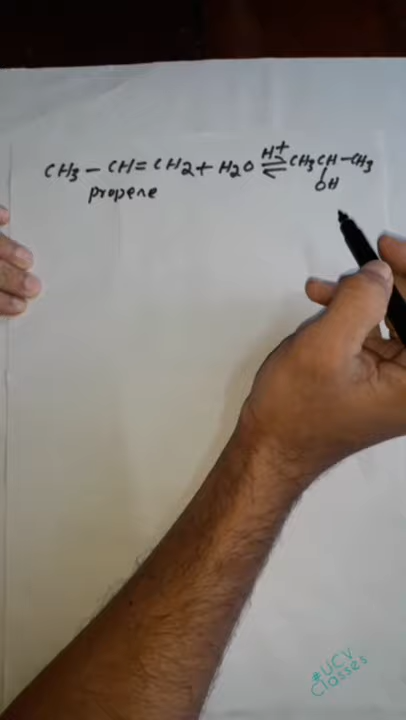 CH3 – CH = CH2 + H2O ⇌ CH3CH – CH3
H+
OH
propene
#UCV
Classes